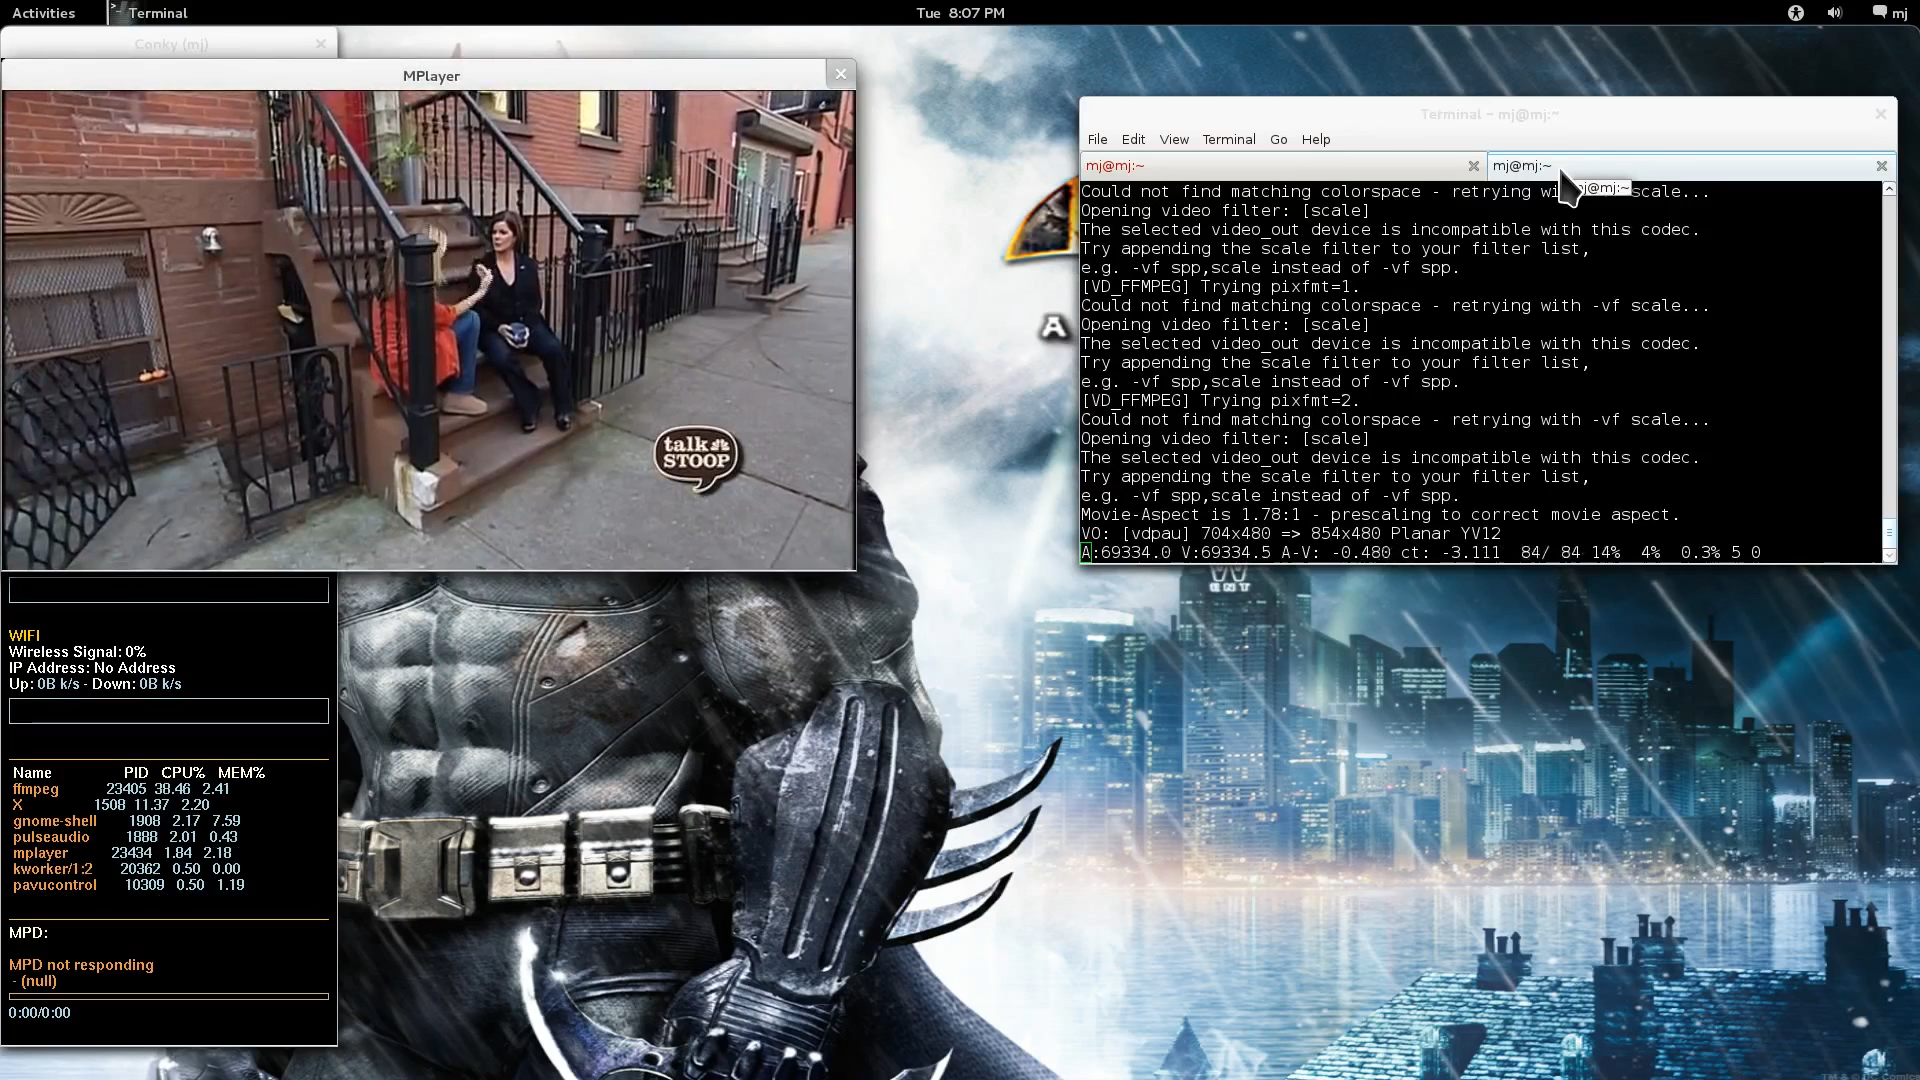 Activities
Terminal
Tue 8:07 PM
mj
Conky (mj)
MPlayer
talk
STOOP
Terminal - mj@mj:~
File Edit View Terminal Go Help
mj@mj:~
mj@mj:~
Could not find matching colorspace - retrying wi scale...
j@mj:~
Opening video filter: [scale]
The selected video_out device is incompatible with this codec.
Try appending the scale filter to your filter list,
e.g. -vf spp,scale instead of -vf spp.
[VD_FFMPEG] Trying pixfmt=1.
Could not find matching colorspace - retrying with -vf scale...
Opening video filter: [scale]
The selected video_out device is incompatible with this codec.
Try appending the scale filter to your filter list,
e.g. -vf spp,scale instead of -vf spp.
[VD_FFMPEG] Trying pixfmt=2.
Could not find matching colorspace - retrying with -vf scale...
Opening video filter: [scale]
The selected video_out device is incompatible with this codec.
Try appending the scale filter to your filter list,
e.g. -vf spp,scale instead of -vf spp.
Movie-Aspect is 1.78:1 - prescaling to correct movie aspect.
VO: [vdpau] 704x480 => 854x480 Planar YV12
A:69334.0 V:69334.5 A-V: -0.480 ct: -3.111 84/ 84 14% 4% 0.3% 5 0
A
WIFI
Wireless Signal: 0%
IP Address: No Address
Up: 0B k/s - Down: 0B k/s
Name PID CPU% MEM%
ffmpeg 23405 38.46 2.41
X 1508 11.37 2.20
gnome-shell 1908 2.17 7.59
pulseaudio 1888 2.01 0.43
mplayer 23434 1.84 2.18
kworker/1:2 20362 0.50 0.00
pavucontrol 10309 0.50 1.19
MPD:
MPD not responding
- (null)
0:00/0:00
TM & © DC Comics